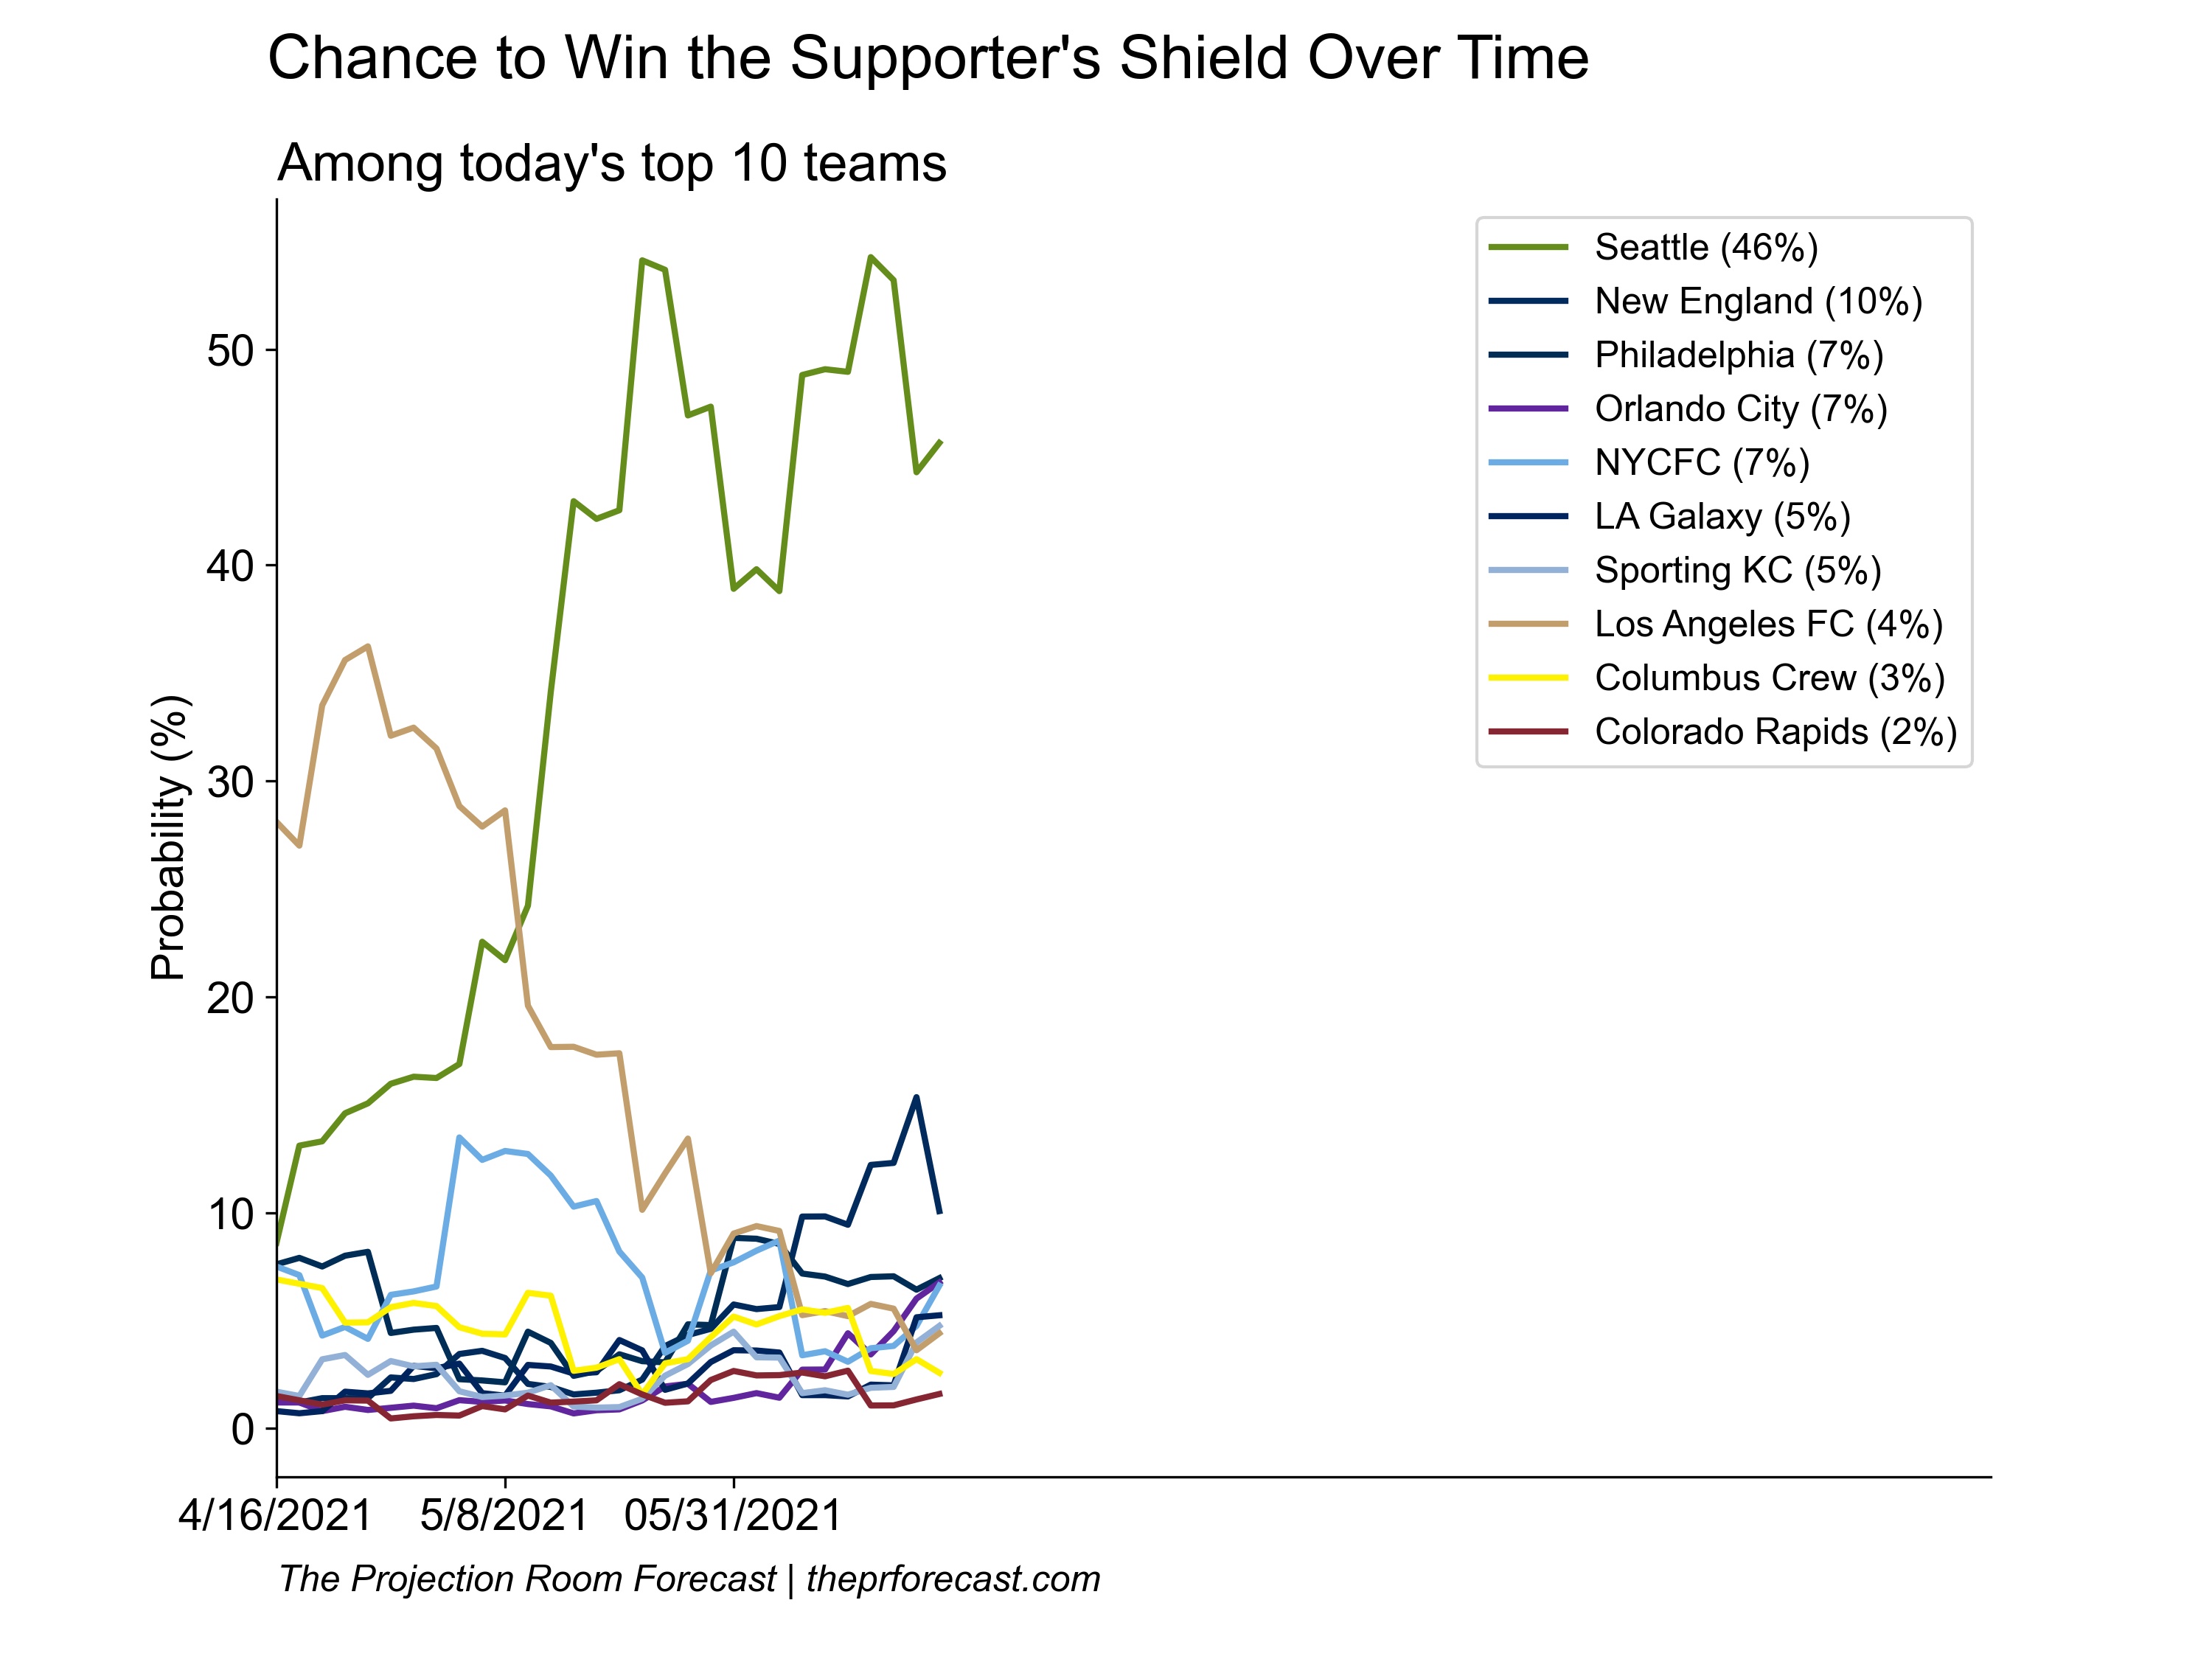 Chance to Win the Supporter's Shield Over Time
Among today's top 10 teams
Seattle (46%)
New England (10%)
Philadelphia (7%)
Orlando City (7%)
NYCFC (7%)
LA Galaxy (5%)
Sporting KC (5%)
Los Angeles FC (4%)
Columbus Crew (3%)
Colorado Rapids (2%)
Probability (%)
50
40
30
20
10
0
4/16/2021 5/8/2021 05/31/2021
The Projection Room Forecast | theprforecast.com